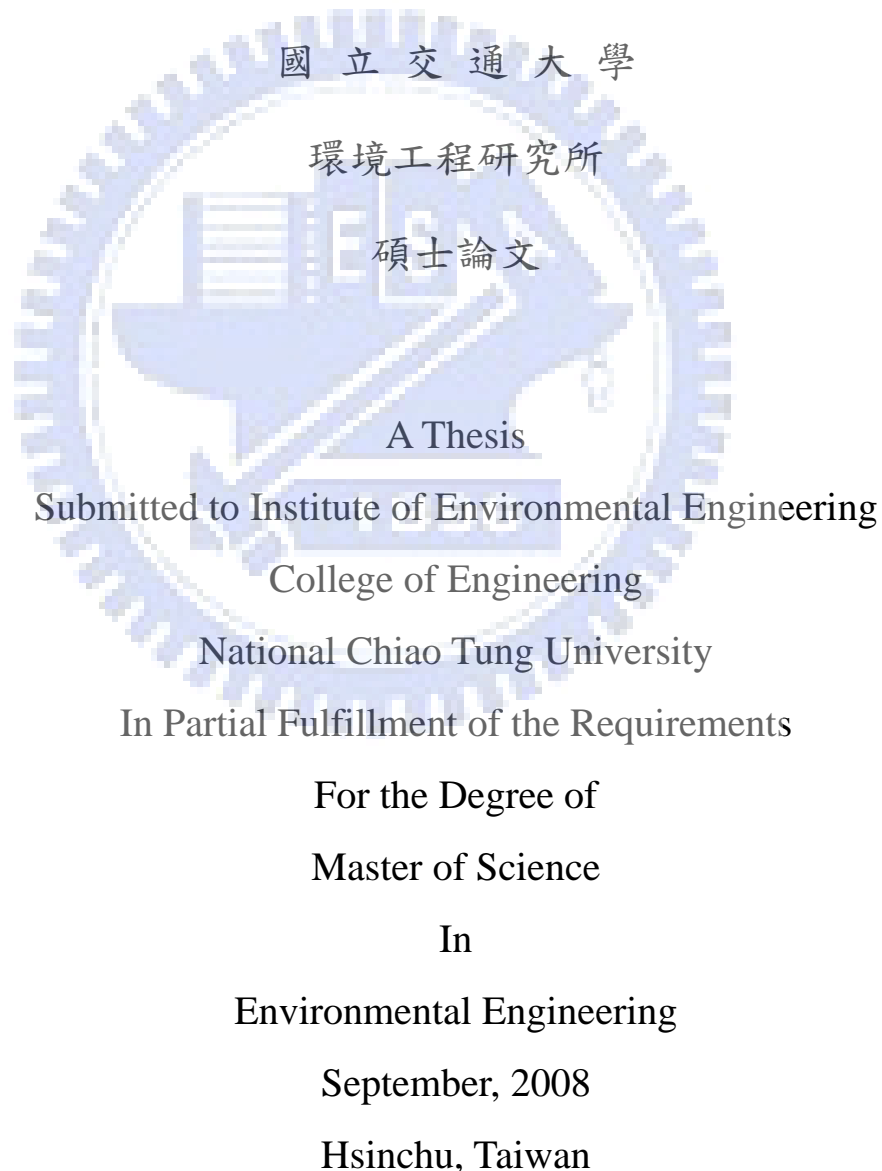 國立交通大學
環境工程研究所
碩士論文
A Thesis
Submitted to Institute of Environmental Engineering
College of Engineering
National Chiao Tung University
In Partial Fulfillment of the Requirements
For the Degree of
Master of Science
In
Environmental Engineering
September, 2008
Hsinchu, Taiwan